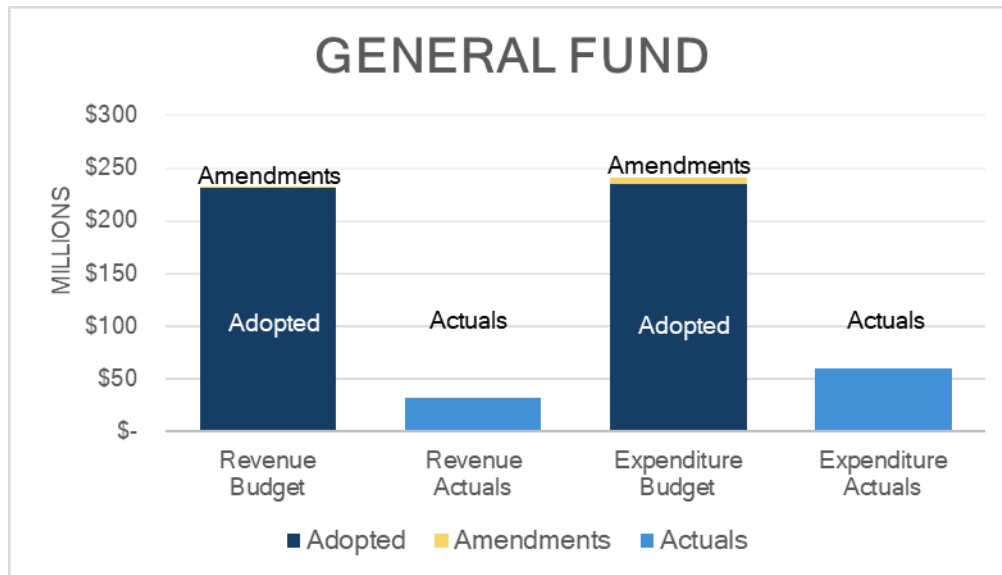 GENERAL FUND
$300
$250
$200
$150
$100
$50
$-
MILLIONS
Amendments
Adopted
Actuals
Amendments
Adopted
Actuals
Revenue
Budget
Revenue
Actuals
Expenditure
Budget
Expenditure
Actuals
Adopted Amendments Actuals